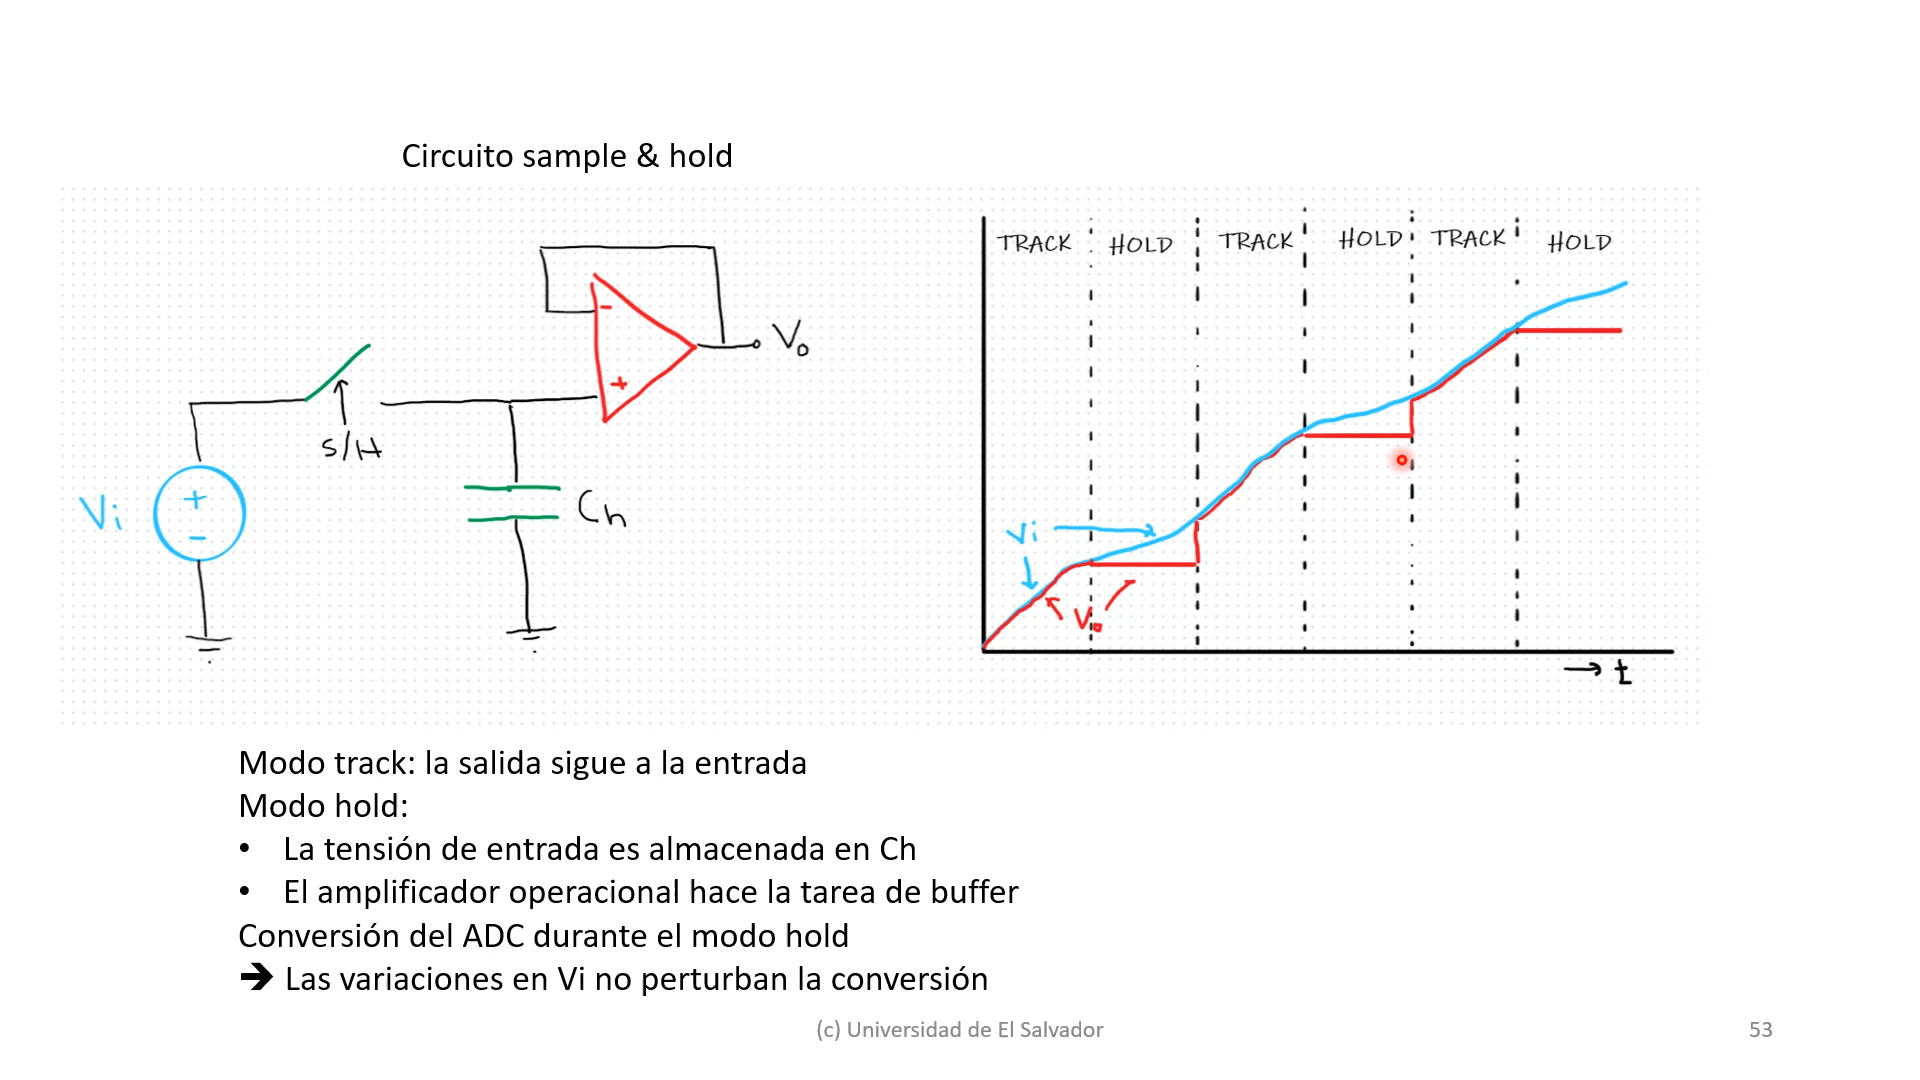 Circuito sample & hold
TRACK HOLD TRACK HOLD TRACK HOLD
-
Vo
+
S/H
Vi
+
-
Ch
Vi
Vo
→ t
Modo track: la salida sigue a la entrada
Modo hold:
• La tensión de entrada es almacenada en Ch
• El amplificador operacional hace la tarea de buffer
Conversión del ADC durante el modo hold
➔ Las variaciones en Vi no perturban la conversión
(c) Universidad de El Salvador
53